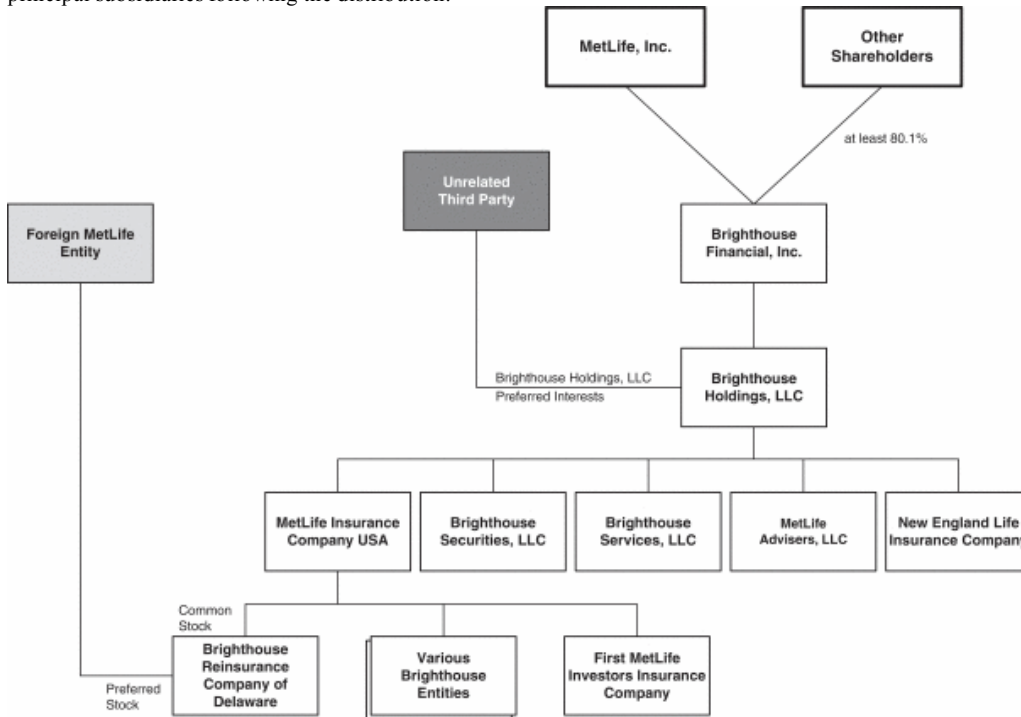 principal subsidiaries following the distribution.
MetLife, Inc.
Other
Shareholders
at least 80.1%
Unrelated
Third Party
Foreign MetLife
Entity
Brighthouse
Financial, Inc.
Brighthouse Holdings, LLC
Preferred Interests
Brighthouse
Holdings, LLC
MetLife Insurance
Company USA
Brighthouse
Securities, LLC
Brighthouse
Services, LLC
MetLife
Advisers, LLC
New England Life
Insurance Company
Common
Stock
Brighthouse
Reinsurance
Company of
Delaware
Various
Brighthouse
Entities
First MetLife
Investors Insurance
Company
Preferred
Stock